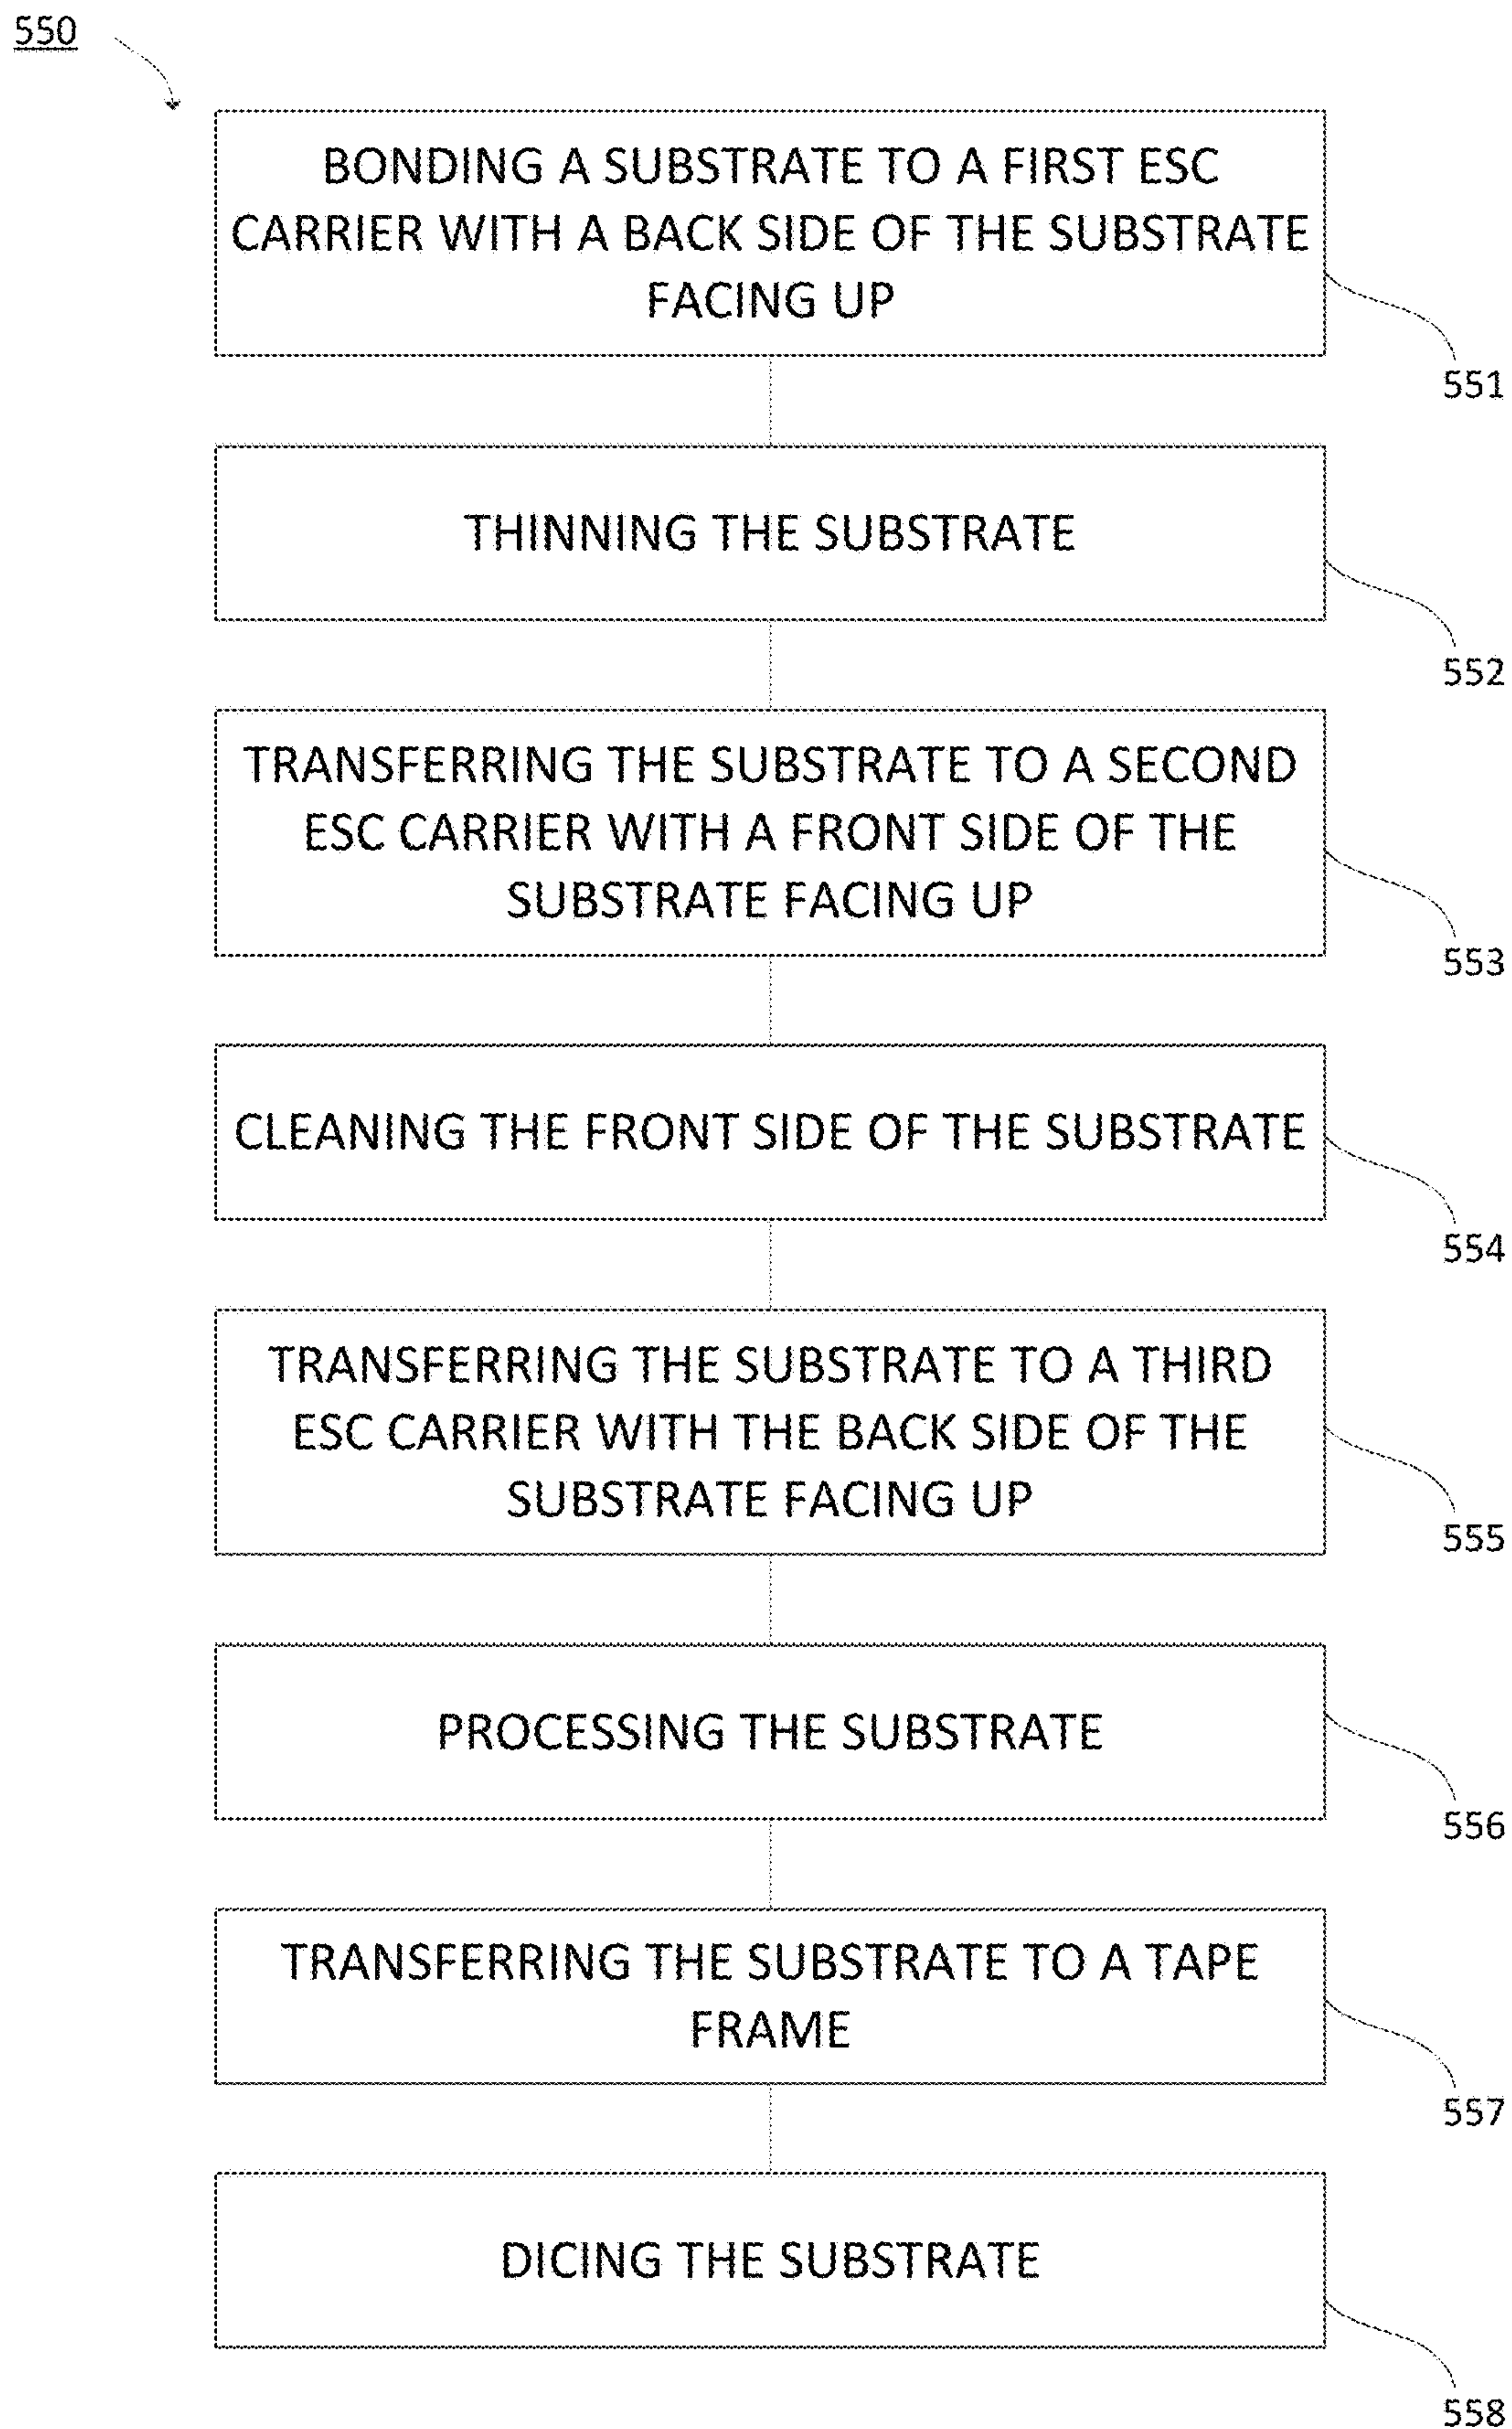 550
BONDING A SUBSTRATE TO A FIRST ESC
CARRIER WITH A BACK SIDE OF THE SUBSTRATE
FACING UP
551
THINNING THE SUBSTRATE
552
TRANSFERRING THE SUBSTRATE TO A SECOND
ESC CARRIER WITH A FRONT SIDE OF THE
SUBSTRATE FACING UP
553
CLEANING THE FRONT SIDE OF THE SUBSTRATE
554
TRANSFERRING THE SUBSTRATE TO A THIRD
ESC CARRIER WITH THE BACK SIDE OF THE
SUBSTRATE FACING UP
555
PROCESSING THE SUBSTRATE
556
TRANSFERRING THE SUBSTRATE TO A TAPE
FRAME
557
DICING THE SUBSTRATE
558